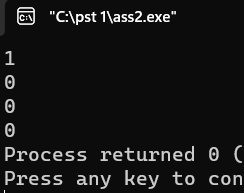 "C:\pst 1\ass2.exe"
1
0
0
0
Process returned 0 (
Press any key to con